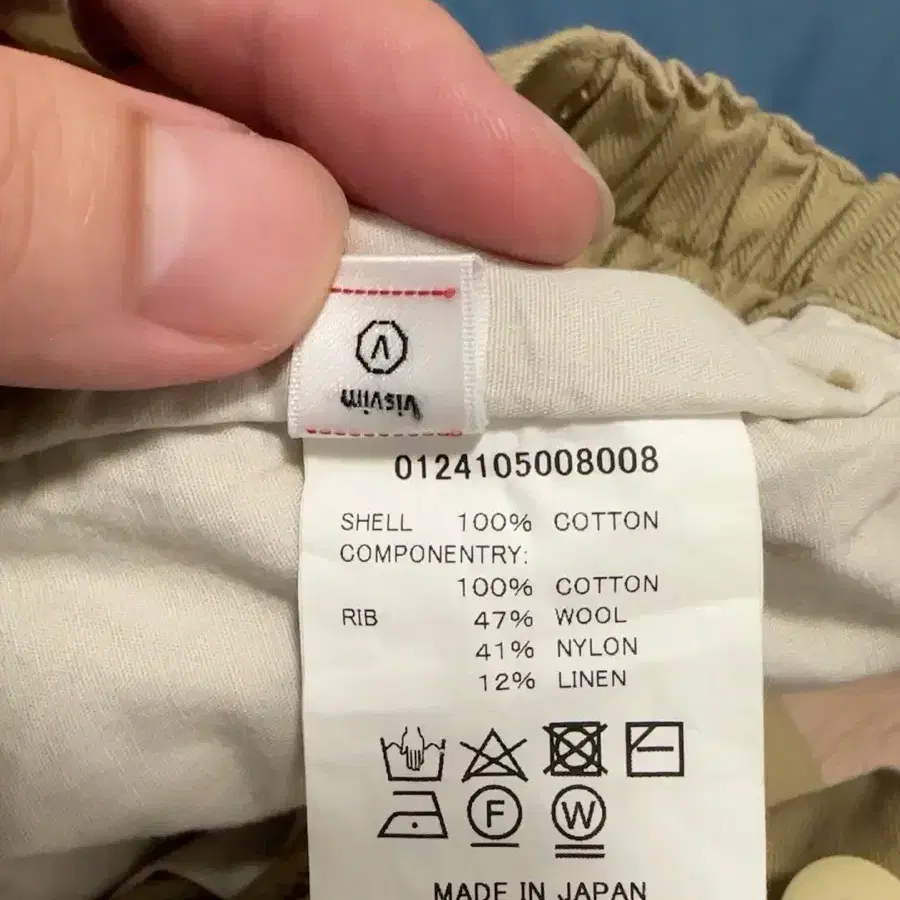 visvim
0124105008008
SHELL 100% COTTON
COMPONENTRY:
100% COTTON
RIB 47% WOOL
41% NYLON
12% LINEN
F W
MADE IN JAPAN